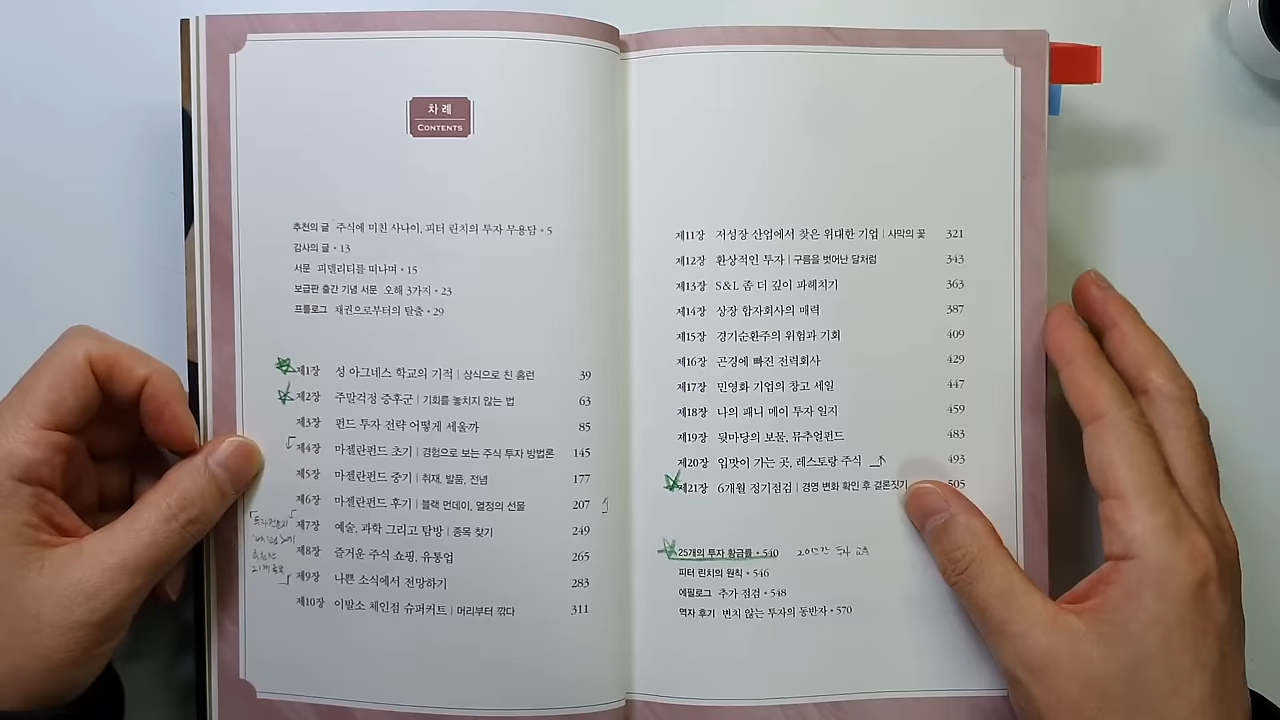 차례
CONTENTS
추천의 글 주식에 미친 사나이, 피터 린치의 투자 무용담 • 5
감사의 글 • 13
서문 피델리티를 떠나며 • 15
보급판 출간 기념 서문 오해 3가지 • 23
프롤로그 채권으로부터의 탈출 • 29
제1장 성 아그네스 학교의 기적 | 상식으로 친 홈런 39
제2장 주말걱정 증후군 | 기회를 놓치지 않는 법 63
제3장 펀드 투자 전략 어떻게 세울까 85
제4장 마젤란펀드 초기 | 경험으로 보는 주식 투자 방법론 145
제5장 마젤란펀드 중기 | 취재, 발품, 전념 177
제6장 마젤란펀드 후기 | 블랙 먼데이, 열정의 선물 207
제7장 예술, 과학 그리고 탐방 | 종목 찾기 249
제8장 즐거운 주식 쇼핑, 유통업 265
제9장 나쁜 소식에서 전망하기 283
제10장 이발소 체인점 슈퍼커트 | 머리부터 깎다 311
제11장 저성장 산업에서 찾은 위대한 기업 | 사막의 꽃 321
제12장 환상적인 투자 | 구름을 벗어난 달처럼 343
제13장 S&L 좀 더 깊이 파헤치기 363
제14장 상장 합자회사의 매력 387
제15장 경기순환주의 위험과 기회 409
제16장 곤경에 빠진 전력회사 429
제17장 민영화 기업의 창고 세일 447
제18장 나의 패니 메이 투자 일지 459
제19장 뒷마당의 보물, 뮤추얼펀드 483
제20장 입맛이 가는 곳, 레스토랑 주식 493
제21장 6개월 정기점검 | 경영 변화 확인 후 결론짓기 505
25개의 투자 황금률 • 540 20년간
피터 린치의 원칙 • 546
에필로그 추가 점검 • 548
역자 후기 변치 않는 투자의 동반자 • 570